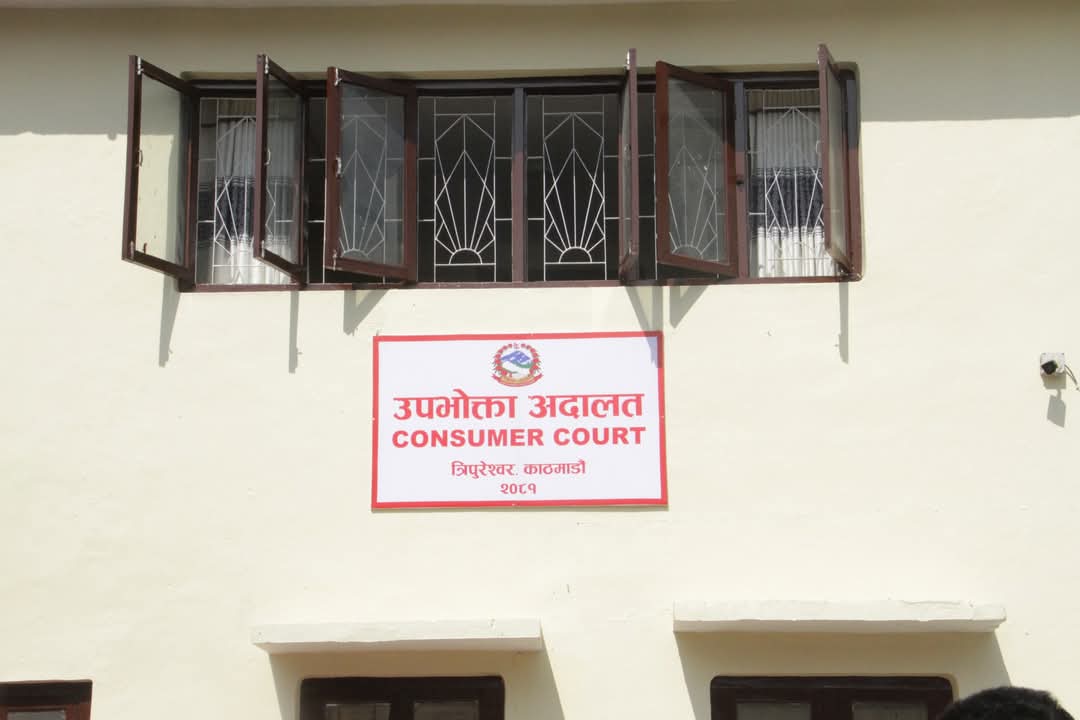 उपभोक्ता अदालत
CONSUMER COURT
त्रिपुरेश्वर, काठमाडौं
२०८१